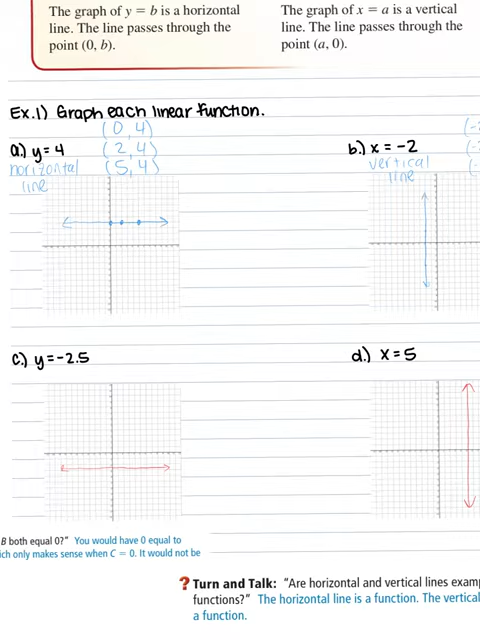 The graph of y = b is a horizontal
line. The line passes through the
point (0, b).
The graph of x = a is a vertical
line. The line passes through the
point (a, 0).
Ex.1) Graph each linear function.
a.) y = 4
horizontal
line
(0, 4)
(2, 4)
(5, 4)
b.) x = -2
vertical
line
(-2
(-
(-
c.) y = -2.5
d.) x = 5
B both equal 0?" You would have 0 equal to
ich only makes sense when C = 0. It would not be
? Turn and Talk: "Are horizontal and vertical lines exam
functions?" The horizontal line is a function. The vertical
a function.